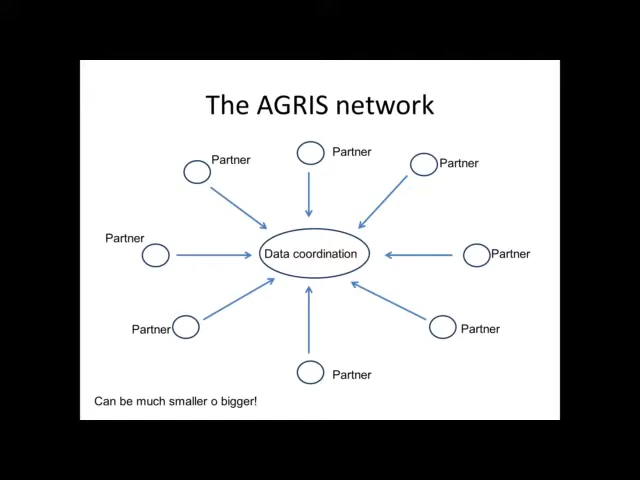 The AGRIS network
Partner
Partner
Partner
Partner
Data coordination
Partner
Partner
Partner
Partner
Can be much smaller o bigger!